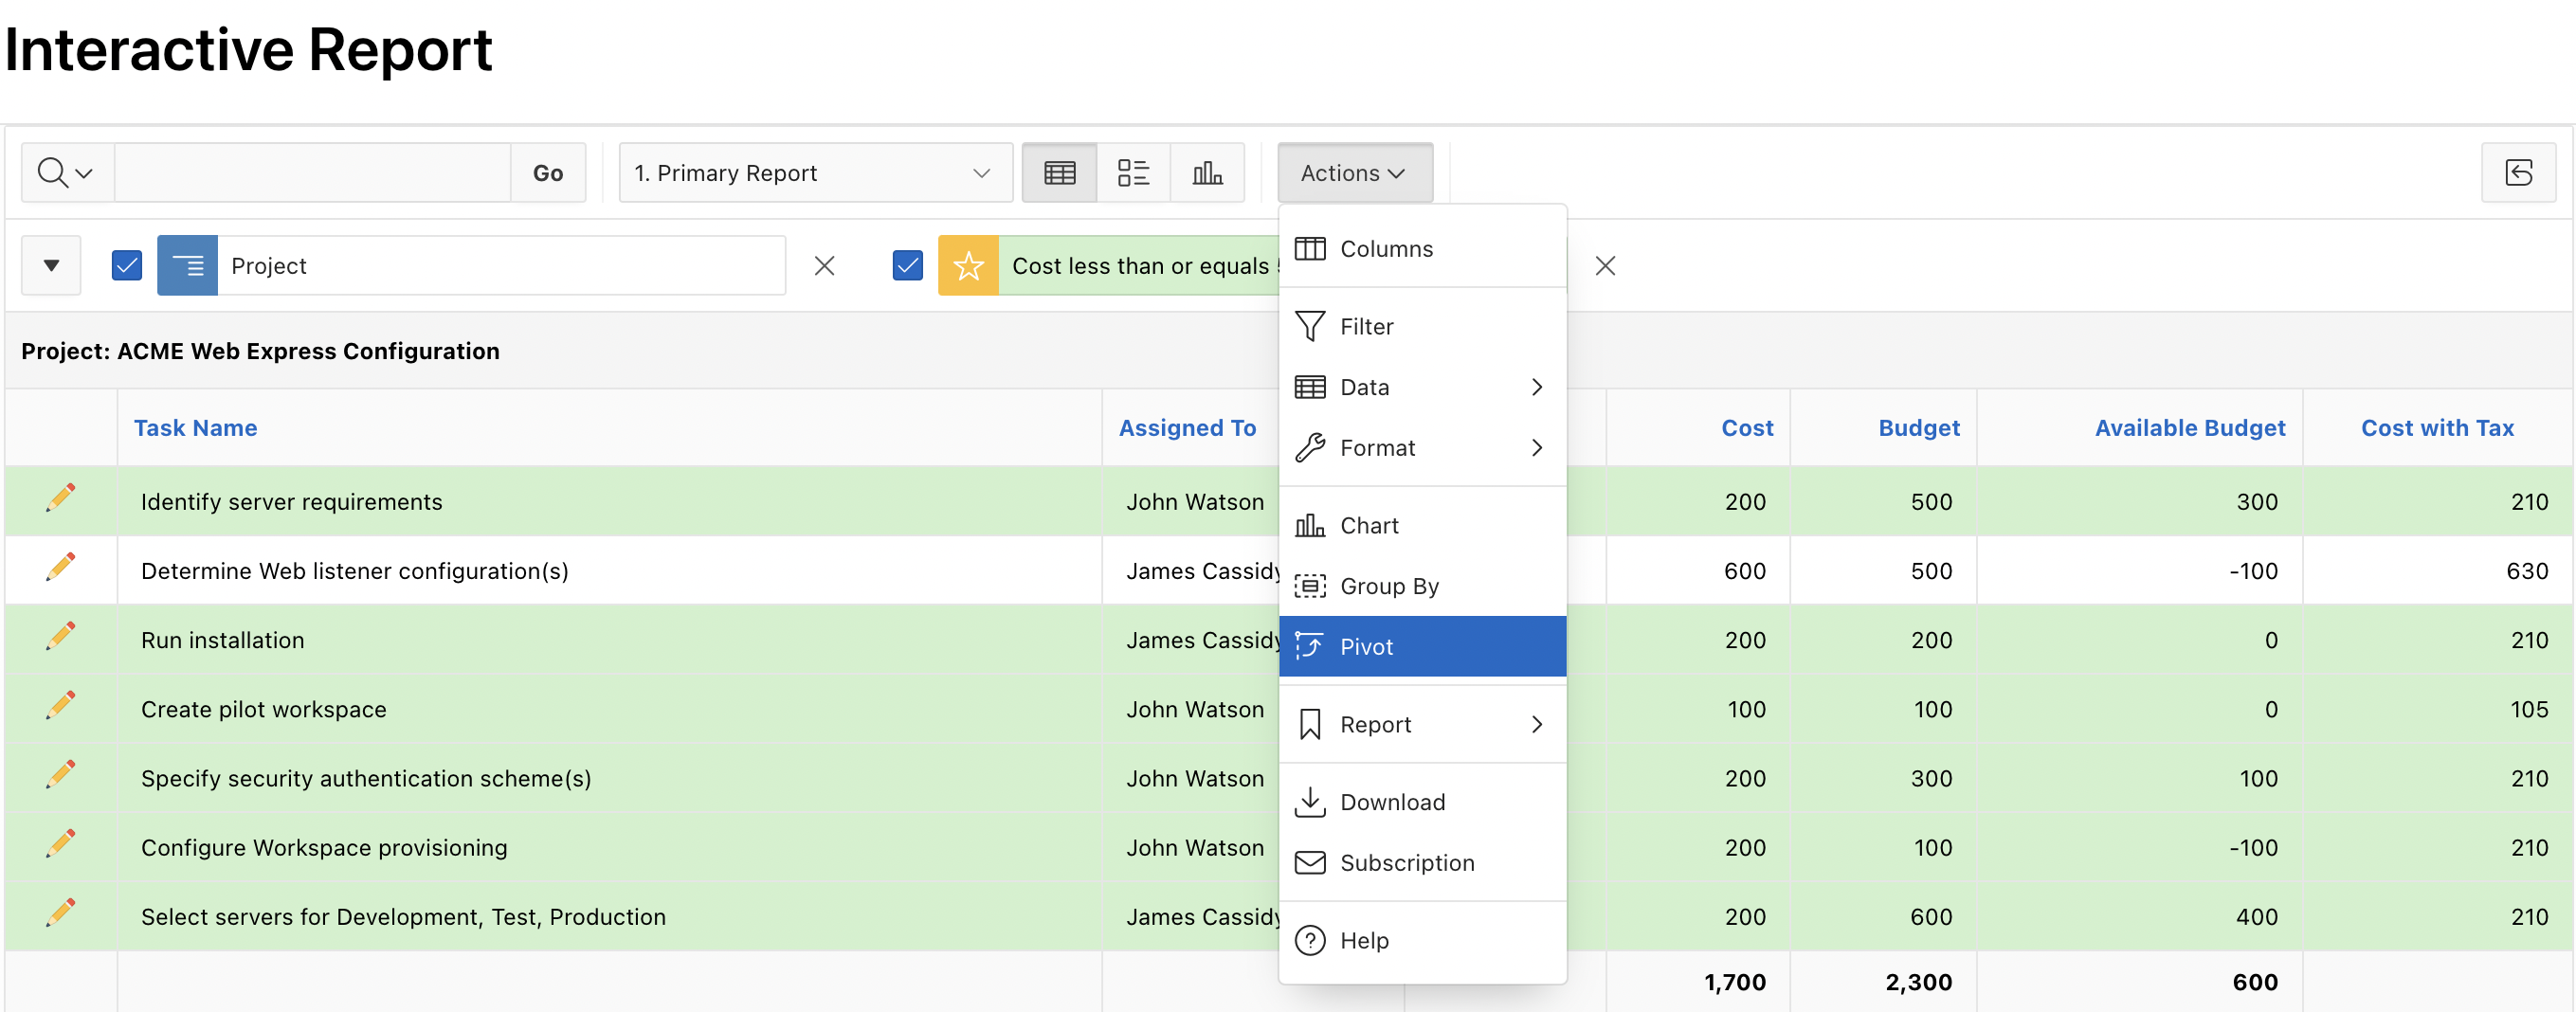 Interactive Report
Go
1. Primary Report
Actions
Project
Cost less than or equals
Columns
Filter
Data
Format
Chart
Group By
Pivot
Report
Download
Subscription
Help
Project: ACME Web Express Configuration
Task Name Assigned To Cost Budget Available Budget Cost with Tax
Identify server requirements John Watson 200 500 300 210
Determine Web listener configuration(s) James Cassidy 600 500 -100 630
Run installation James Cassidy 200 200 0 210
Create pilot workspace John Watson 100 100 0 105
Specify security authentication scheme(s) John Watson 200 300 100 210
Configure Workspace provisioning John Watson 200 100 -100 210
Select servers for Development, Test, Production James Cassidy 200 600 400 210
1,700 2,300 600